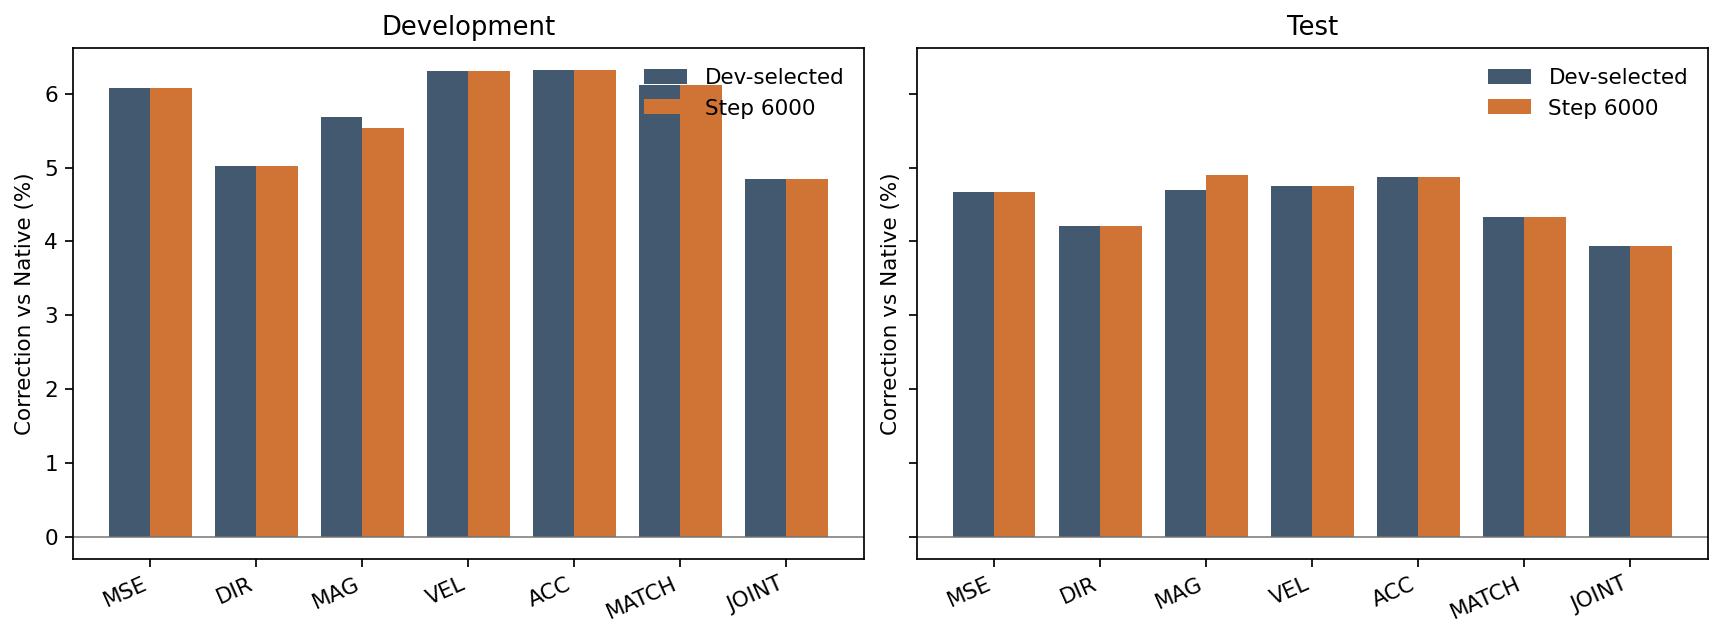 Development
Correction vs Native (%)
6
5
4
3
2
1
0
Dev-selected
Step 6000
MSE
DIR
MAG
VEL
ACC
MATCH
JOINT
Test
Correction vs Native (%)
Dev-selected
Step 6000
MSE
DIR
MAG
VEL
ACC
MATCH
JOINT